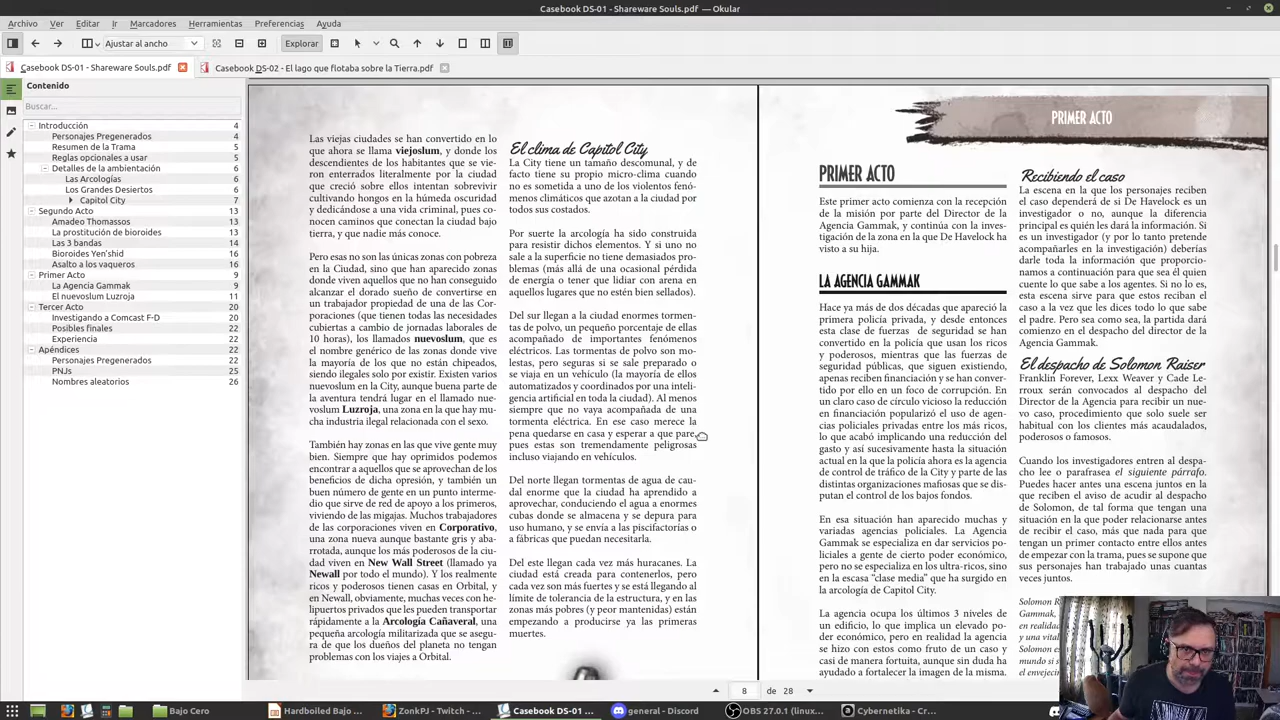 Casebook DS-01 - Shareware Souls.pdf — Okular
Archivo Ver Editar Ir Marcadores Herramientas Preferencias Ayuda
Ajustar al ancho
Explorar
Casebook DS-01 - Shareware Souls.pdf
Casebook DS-02 - El lago que flotaba sobre la Tierra.pdf
Contenido
Buscar...
Introducción 4
Personajes Pregenerados 4
Resumen de la Trama 5
Reglas opcionales a usar 5
Detalles de la ambientación 6
Las Arcologías 6
Los Grandes Desiertos 6
Capitol City 7
Segundo Acto 13
Amadeo Thomassos 13
La prostitución de bioroides 13
Las 3 bandas 14
Bioroides Yen'shid 16
Asalto a los vaqueros 16
Primer Acto 9
La Agencia Gammak 9
El nuevoslum Luzroja 11
Tercer Acto 20
Investigando a Comcast F-D 20
Posibles finales 22
Experiencia 22
Apéndices 22
Personajes Pregenerados 22
PNJs 25
Nombres aleatorios 26
Las viejas ciudades se han convertido en lo
que ahora se llama viejoslum, y donde los
descendientes de los habitantes que se vie-
ron enterrados literalmente por la ciudad
que creció sobre ellos intentan sobrevivir
cultivando hongos en la húmeda oscuridad
y dedicándose a una vida criminal, pues co-
nocen caminos que conectan la ciudad bajo
tierra, y que nadie más conoce.
Pero esas no son las únicas zonas con pobreza
en la Ciudad, sino que han aparecido zonas
donde viven aquellos que no han conseguido
alcanzar el dorado sueño de convertirse en
un trabajador propiedad de una de las Cor-
poraciones (que tienen todas las necesidades
cubiertas a cambio de jornadas laborales de
10 horas), los llamados nuevoslum, que es
el nombre genérico de las zonas donde vive
la mayoría de los que no están chipeados,
siendo ilegales solo por existir. Existen varios
nuevoslum en la City, aunque buena parte de
la aventura tendrá lugar en el llamado nue-
voslum Luzroja, una zona en la que hay mu-
cha industria ilegal relacionada con el sexo.
También hay zonas en las que vive gente muy
bien. Siempre que hay oprimidos podemos
encontrar a aquellos que se aprovechan de los
beneficios de dicha opresión, y también un
buen número de gente en un punto interme-
dio que sirve de red de apoyo a los primeros,
viviendo de las migajas. Muchos trabajadores
de las corporaciones viven en Corporativo,
una zona nueva aunque bastante gris y aba-
rrotada, aunque los más poderosos de la ciu-
dad viven en New Wall Street (llamado ya
Newall por todo el mundo). Y los realmente
ricos y poderosos tienen casas en Orbital, y
en Newall, obviamente, muchas veces con he-
lipuertos privados que les pueden transportar
rápidamente a la Arcología Cañaveral, una
pequeña arcología militarizada que se asegu-
ra de que los dueños del planeta no tengan
problemas con los viajes a Orbital.
El clima de Capitol City
La City tiene un tamaño descomunal, y de
facto tiene su propio micro-clima cuando
no es sometida a uno de los violentos fenó-
menos climáticos que azotan a la ciudad por
todos sus costados.
Por suerte la arcología ha sido construida
para resistir dichos elementos. Y si uno no
sale a la superficie no tiene demasiados pro-
blemas (más allá de una ocasional pérdida
de energía o tener que lidiar con arena en
aquellos lugares que no estén bien sellados).
Del sur llegan a la ciudad enormes tormen-
tas de polvo, un pequeño porcentaje de ellas
acompañado de importantes fenómenos
eléctricos. Las tormentas de polvo son mo-
lestas, pero seguras si se sale preparado o
se viaja en un vehículo (la mayoría de ellos
automatizados y coordinados por una inteli-
gencia artificial en toda la ciudad). Al menos
siempre que no vaya acompañada de una
tormenta eléctrica. En ese caso merece la
pena quedarse en casa y esperar a que pare,
pues estas son tremendamente peligrosas
incluso viajando en vehículos.
Del norte llegan tormentas de agua de cau-
dal enorme que la ciudad ha aprendido a
aprovechar, conduciendo el agua a enormes
cubas donde se almacena y se depura para
uso humano, y se envía a las piscifactorías o
a fábricas que puedan necesitarla.
Del este llegan cada vez más huracanes. La
ciudad está creada para contenerlos, pero
cada vez son más fuertes y se está llegando al
límite de tolerancia de la estructura, y en las
zonas más pobres (y peor mantenidas) están
empezando a producirse ya las primeras
muertes.
PRIMER ACTO
PRIMER ACTO
Este primer acto comienza con la recepción
de la misión por parte del Director de la
Agencia Gammak, y continúa con la inves-
tigación de la zona en la que De Havelock ha
visto a su hija.
LA AGENCIA GAMMAK
Hace ya más de dos décadas que apareció la
primera policía privada, y desde entonces
esta clase de fuerzas de seguridad se han
convertido en la policía que usan los ricos
y poderosos, mientras que las fuerzas de
seguridad públicas, que siguen existiendo,
apenas reciben financiación y se han conver-
tido por ello en un foco de corrupción. En
un claro caso de círculo vicioso la reducción
en financiación popularizó el uso de agen-
cias policiales privadas entre los más ricos,
lo que acabó implicando una reducción del
gasto y así sucesivamente hasta la situación
actual en la que la policía ahora es la agencia
de control de tráfico de la City y parte de las
distintas organizaciones mafiosas que se dis-
putan el control de los bajos fondos.
En esa situación han aparecido muchas y
variadas agencias policiales. La Agencia
Gammak se especializa en dar servicios po-
liciales a gente de cierto poder económico,
pero no se especializa en los ultra-ricos, sino
en la escasa “clase media” que ha surgido en
la arcología de Capitol City.
La agencia ocupa los últimos 3 niveles de
un edificio, lo que implica un elevado po-
der económico, pero en realidad la agencia
se hizo con estos como fruto de un caso y
casi de manera fortuita, aunque sin duda ha
ayudado a fortalecer la imagen de la misma.
Recibiendo el caso
La escena en la que los personajes reciben
el caso dependerá de si De Havelock es un
investigador o no, aunque la diferencia
principal es quién les dará la información. Si
es un investigador (y por lo tanto pretende
acompañarles en la investigación) deberías
darle toda la información que proporcio-
namos a continuación para que sea él quien
cuente lo que sabe a los agentes. Si no lo es,
esta escena sirve para que estos reciban el
caso a la vez que les dices todo lo que sabe
el padre. Pero sea como sea, la partida dará
comienzo en el despacho del director de la
Agencia Gammak.
El despacho de Solomon Raiser
Franklin Forever, Lexx Weaver y Cade Le-
rroux serán convocados al despacho del
Director de la Agencia para recibir un nue-
vo caso, procedimiento que solo suele ser
habitual con los clientes más acaudalados,
poderosos o famosos.
Cuando los investigadores entren al despa-
cho lee o parafrasea el siguiente párrafo.
Puedes hacer antes una escena juntos en
la que reciben el aviso de acudir al despacho
de Solomon, de tal forma que tengan una
situación en la que poder relacionarse antes
de recibir el caso, más que nada para que
tengan un primer contacto entre ellos antes
de empezar con la trama, pues se supone que
sus personajes han trabajado unas cuantas
veces juntos.
Solomon R
Gammak.
en realidad
y una vital
Solomon es
mundo si s
el envejeci
8 de 28
Bajo Cero
Hardboiled Bajo ...
ZonkPJ - Twitch - ...
Casebook DS-01 ...
general - Discord
OBS 27.0.1 (linux...
Cybernetika - Cr...